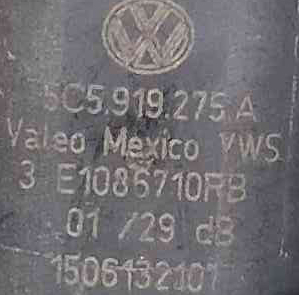 5C5.919.275 A
Valeo Mexico VWS
3 E1086710RB
01 /29 dB
1506132101